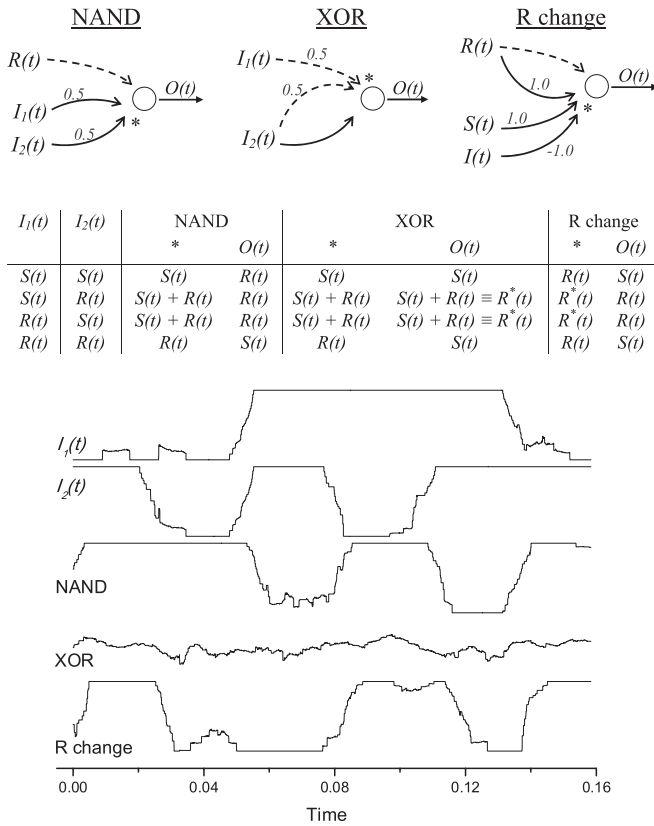 NAND XOR R change
R(t) 0.5 O(t)
I1(t)
0.5
*
I2(t)
I1(t) 0.5
0.5 * O(t)
I2(t)
R(t)
1.0 O(t)
*
S(t) 1.0
I(t) -1.0
I1(t) I2(t) NAND XOR R change
* O(t) * O(t) * O(t)
S(t) S(t) S(t) R(t) S(t) S(t) R(t) S(t)
S(t) R(t) S(t) + R(t) R(t) S(t) + R(t) S(t) + R(t) ≡ R*(t) R*(t) R(t)
R(t) S(t) S(t) + R(t) R(t) S(t) + R(t) S(t) + R(t) ≡ R*(t) R*(t) R(t)
R(t) R(t) R(t) S(t) R(t) S(t) R(t) S(t)
I1(t)
I2(t)
NAND
XOR
R change
0.00 0.04 0.08 0.12 0.16
Time